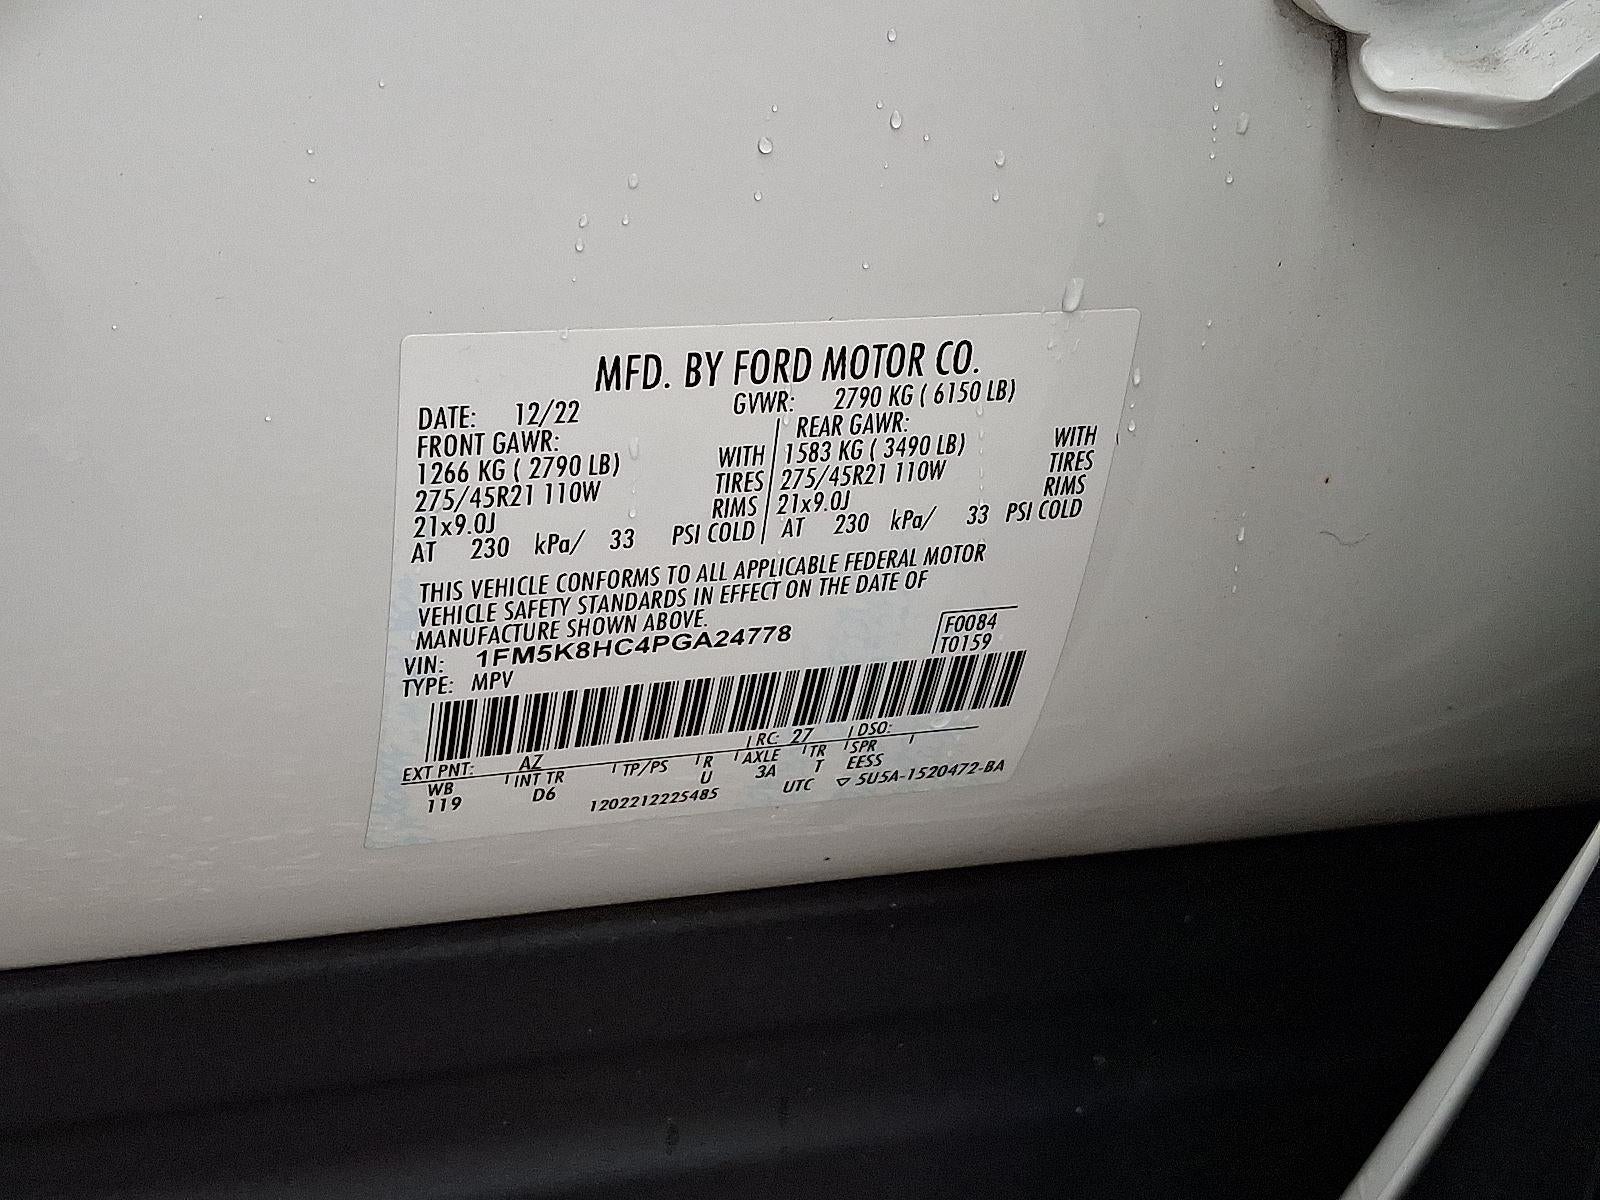 MFD. BY FORD MOTOR CO.
DATE: 12/22 GVWR: 2790 KG ( 6150 LB)
FRONT GAWR: REAR GAWR:
1266 KG ( 2790 LB) WITH 1583 KG ( 3490 LB) WITH
275/45R21 110W TIRES 275/45R21 110W TIRES
21x9.0J RIMS 21x9.0J RIMS
AT 230 kPa/ 33 PSI COLD AT 230 kPa/ 33 PSI COLD
THIS VEHICLE CONFORMS TO ALL APPLICABLE FEDERAL MOTOR
VEHICLE SAFETY STANDARDS IN EFFECT ON THE DATE OF
MANUFACTURE SHOWN ABOVE.
VIN: 1FM5K8HC4PGA24778 F0084
TYPE: MPV T0159
EXT PNT: AZ RC: 27 DSO:
WB INT TR TP/PS R AXLE TR SPR
119 D6 U 3A T EESS
1202212225485 UTC ▽ 5U5A-1520472-BA